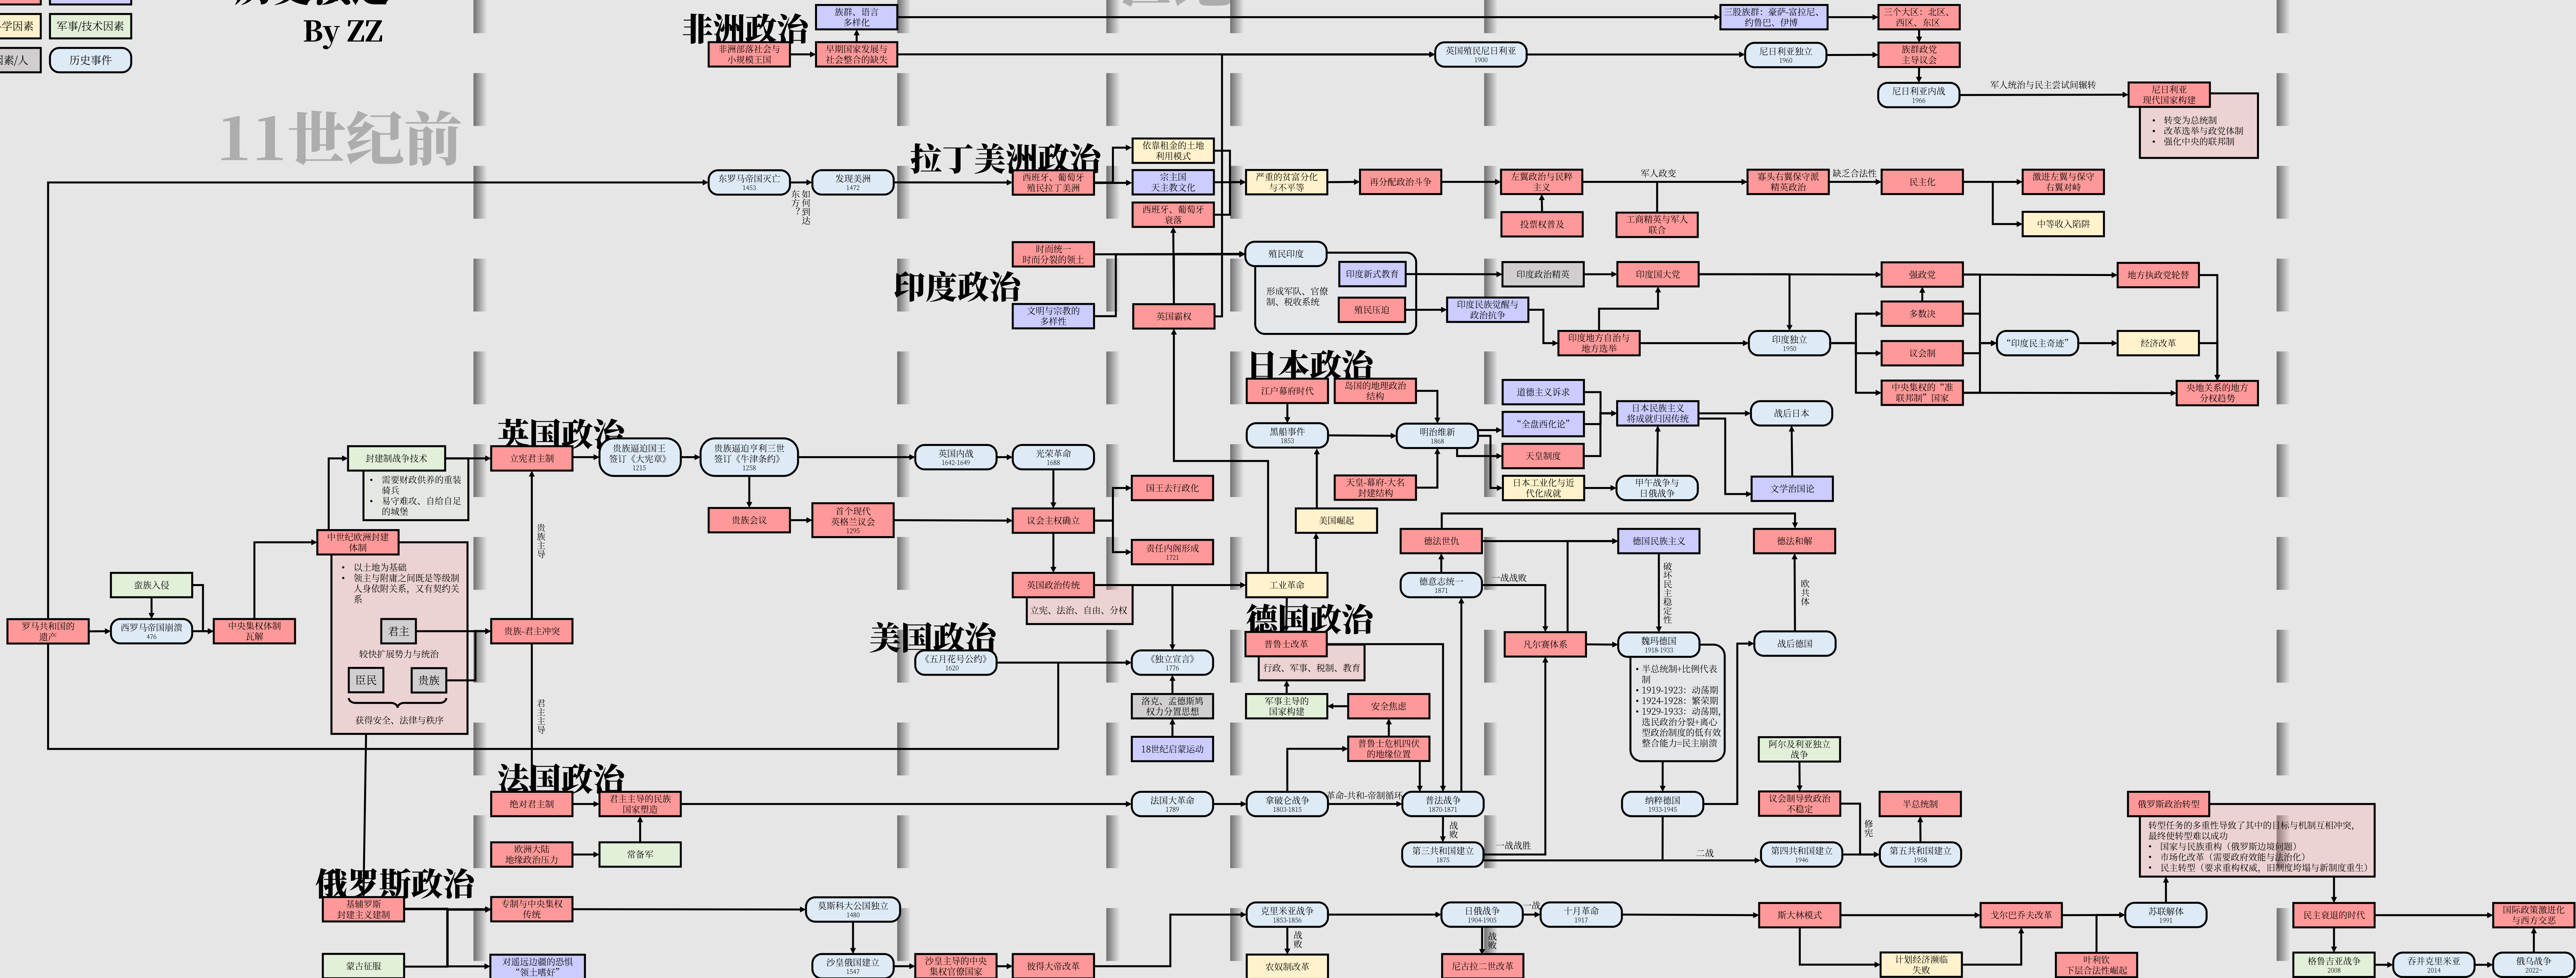 By ZZ
军事/技术因素
历史事件
11世纪前
非洲政治
非洲部落社会与
小规模王国
族群、语言
多样化
早期国家发展与
社会整合的缺失
英国殖民尼日利亚
1900
三股族群：豪萨-富拉尼、
约鲁巴、伊博
尼日利亚独立
1960
三个大区：北区、
西区、东区
族群政党
主导议会
尼日利亚内战
1966
军人统治与民主尝试间辗转
尼日利亚
现代国家构建
• 转变为总统制
• 改革选举与政党体制
• 强化中央的联邦制
拉丁美洲政治
东罗马帝国灭亡
1453
如何到达
东方？
发现美洲
1472
西班牙、葡萄牙
殖民拉丁美洲
依靠租金的土地
利用模式
宗主国
天主教文化
西班牙、葡萄牙
衰落
严重的贫富分化
与不平等
再分配政治斗争
左翼政治与民粹
主义
投票权普及
军人政变
工商精英与军人
联合
寡头右翼保守派
精英政治
缺乏合法性
民主化
激进左翼与保守
右翼对峙
中等收入陷阱
印度政治
时而统一
时而分裂的领土
文明与宗教的
多样性
英国霸权
殖民印度
形成军队、官僚
制、税收系统
印度新式教育
殖民压迫
印度政治精英
印度民族觉醒与
政治抗争
印度国大党
印度地方自治与
地方选举
印度独立
1950
强政党
多数决
议会制
中央集权的“准
联邦制”国家
“印度民主奇迹”
地方执政党轮替
经济改革
央地关系的地方
分权趋势
日本政治
江户幕府时代
岛国的地理政治
结构
黑船事件
1853
明治维新
1868
天皇-幕府-大名
封建结构
道德主义诉求
“全盘西化论”
天皇制度
日本工业化与近
代化成就
日本民族主义
将成就归因传统
甲午战争与
日俄战争
战后日本
文学治国论
英国政治
封建制战争技术
• 需要财政供养的重装
骑兵
• 易守难攻、自给自足
的城堡
立宪君主制
贵族逼迫国王
签订《大宪章》
1215
贵族逼迫亨利三世
签订《牛津条约》
1258
英国内战
1642-1649
光荣革命
1688
贵族会议
首个现代
英格兰议会
1295
议会主权确立
国王去行政化
责任内阁形成
1721
英国政治传统
立宪、法治、自由、分权
美国崛起
工业革命
中世纪欧洲封建
体制
• 以土地为基础
• 领主与附庸之间既是等级制
人身依附关系，又有契约关
系
君主
较快扩展势力与统治
臣民
贵族
获得安全、法律与秩序
贵族主导
贵族-君主冲突
君主主导
罗马共和国的
遗产
蛮族入侵
西罗马帝国崩溃
476
中央集权体制
瓦解
美国政治
《五月花号公约》
1620
《独立宣言》
1776
洛克、孟德斯鸠
权力分置思想
18世纪启蒙运动
德国政治
普鲁士改革
行政、军事、税制、教育
军事主导的
国家构建
安全焦虑
普鲁士危机四伏
的地缘位置
德法世仇
德意志统一
1871
一战战败
德国民族主义
破坏民主稳定性
凡尔赛体系
魏玛德国
1918-1933
• 半总统制+比例代表
制
• 1919-1923：动荡期
• 1924-1928：繁荣期
• 1929-1933：动荡期,
选民政治分裂+离心
型政治制度的低有效
整合能力=民主崩溃
纳粹德国
1933-1945
德法和解
欧共体
战后德国
法国政治
绝对君主制
君主主导的民族
国家塑造
欧洲大陆
地缘政治压力
常备军
法国大革命
1789
拿破仑战争
1803-1815
革命-共和-帝制循环
普法战争
1870-1871
战败
第三共和国建立
1875
一战战胜
二战
阿尔及利亚独立
战争
议会制导致政治
不稳定
第四共和国建立
1946
修宪
半总统制
第五共和国建立
1958
俄罗斯政治
基辅罗斯
封建主义建制
蒙古征服
专制与中央集权
传统
对遥远边疆的恐惧
“领土嗜好”
莫斯科大公国独立
1480
沙皇俄国建立
1547
沙皇主导的中央
集权官僚国家
彼得大帝改革
克里米亚战争
1853-1856
战败
农奴制改革
日俄战争
1904-1905
战败
尼古拉二世改革
一战
十月革命
1917
斯大林模式
计划经济濒临
失败
戈尔巴乔夫改革
叶利钦
下层合法性崛起
苏联解体
1991
俄罗斯政治转型
转型任务的多重性导致了其中的目标与机制互相冲突，
最终使转型难以成功
• 国家与民族重构（俄罗斯边境问题）
• 市场化改革（需要政府效能与法治化）
• 民主转型（要求重构权威，旧制度垮塌与新制度重生）
民主衰退的时代
格鲁吉亚战争
2008
吞并克里米亚
2014
国际政策激进化
与西方交恶
俄乌战争
2022~